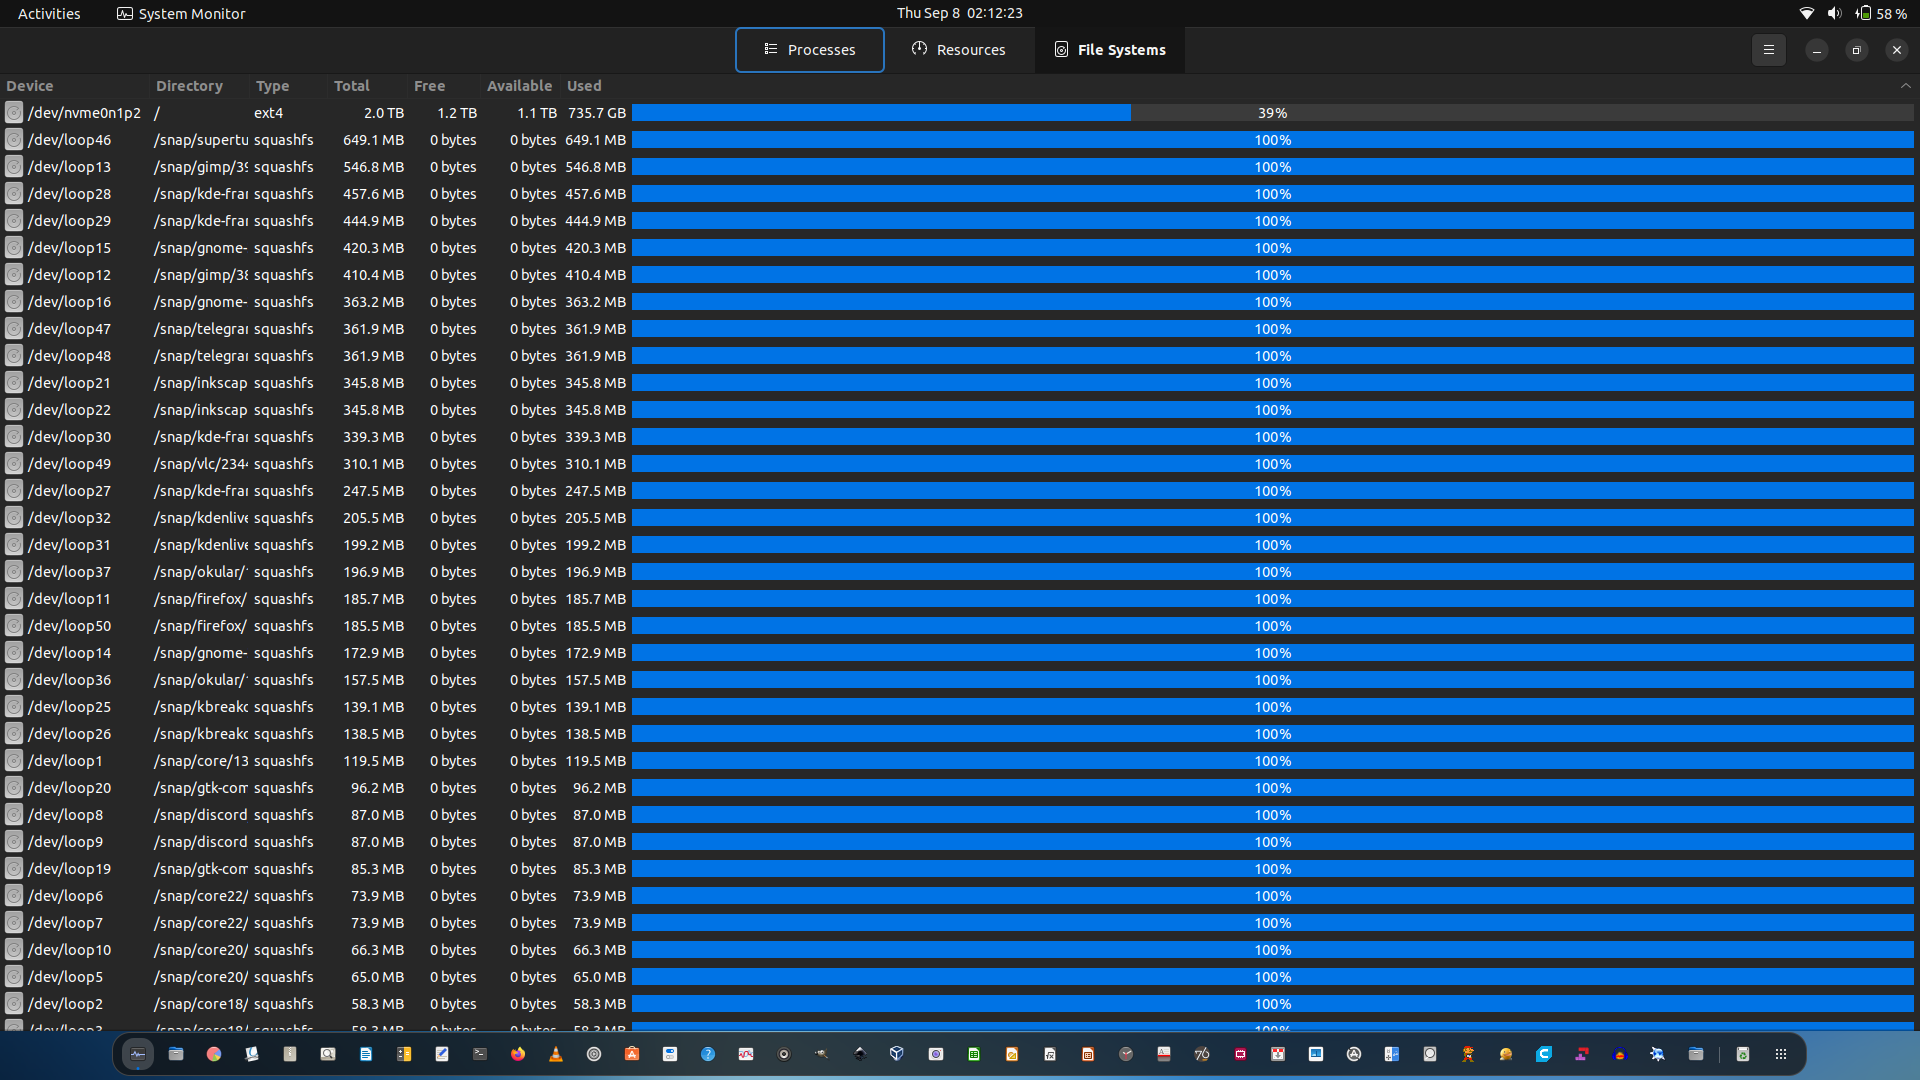 Activities System Monitor Thu Sep 8 02:12:23 58 %
Processes Resources File Systems
Device Directory Type Total Free Available Used
/dev/nvme0n1p2 / ext4 2.0 TB 1.2 TB 1.1 TB 735.7 GB 39%
/dev/loop46 /snap/supertu squashfs 649.1 MB 0 bytes 0 bytes 649.1 MB 100%
/dev/loop13 /snap/gimp/39 squashfs 546.8 MB 0 bytes 0 bytes 546.8 MB 100%
/dev/loop28 /snap/kde-fra squashfs 457.6 MB 0 bytes 0 bytes 457.6 MB 100%
/dev/loop29 /snap/kde-fra squashfs 444.9 MB 0 bytes 0 bytes 444.9 MB 100%
/dev/loop15 /snap/gnome- squashfs 420.3 MB 0 bytes 0 bytes 420.3 MB 100%
/dev/loop12 /snap/gimp/38 squashfs 410.4 MB 0 bytes 0 bytes 410.4 MB 100%
/dev/loop16 /snap/gnome- squashfs 363.2 MB 0 bytes 0 bytes 363.2 MB 100%
/dev/loop47 /snap/telegra squashfs 361.9 MB 0 bytes 0 bytes 361.9 MB 100%
/dev/loop48 /snap/telegra squashfs 361.9 MB 0 bytes 0 bytes 361.9 MB 100%
/dev/loop21 /snap/inkscap squashfs 345.8 MB 0 bytes 0 bytes 345.8 MB 100%
/dev/loop22 /snap/inkscap squashfs 345.8 MB 0 bytes 0 bytes 345.8 MB 100%
/dev/loop30 /snap/kde-fra squashfs 339.3 MB 0 bytes 0 bytes 339.3 MB 100%
/dev/loop49 /snap/vlc/2344 squashfs 310.1 MB 0 bytes 0 bytes 310.1 MB 100%
/dev/loop27 /snap/kde-fra squashfs 247.5 MB 0 bytes 0 bytes 247.5 MB 100%
/dev/loop32 /snap/kdenlive squashfs 205.5 MB 0 bytes 0 bytes 205.5 MB 100%
/dev/loop31 /snap/kdenlive squashfs 199.2 MB 0 bytes 0 bytes 199.2 MB 100%
/dev/loop37 /snap/okular/ squashfs 196.9 MB 0 bytes 0 bytes 196.9 MB 100%
/dev/loop11 /snap/firefox/ squashfs 185.7 MB 0 bytes 0 bytes 185.7 MB 100%
/dev/loop50 /snap/firefox/ squashfs 185.5 MB 0 bytes 0 bytes 185.5 MB 100%
/dev/loop14 /snap/gnome- squashfs 172.9 MB 0 bytes 0 bytes 172.9 MB 100%
/dev/loop36 /snap/okular/ squashfs 157.5 MB 0 bytes 0 bytes 157.5 MB 100%
/dev/loop25 /snap/kbreako squashfs 139.1 MB 0 bytes 0 bytes 139.1 MB 100%
/dev/loop26 /snap/kbreako squashfs 138.5 MB 0 bytes 0 bytes 138.5 MB 100%
/dev/loop1 /snap/core/13 squashfs 119.5 MB 0 bytes 0 bytes 119.5 MB 100%
/dev/loop20 /snap/gtk-com squashfs 96.2 MB 0 bytes 0 bytes 96.2 MB 100%
/dev/loop8 /snap/discord squashfs 87.0 MB 0 bytes 0 bytes 87.0 MB 100%
/dev/loop9 /snap/discord squashfs 87.0 MB 0 bytes 0 bytes 87.0 MB 100%
/dev/loop19 /snap/gtk-com squashfs 85.3 MB 0 bytes 0 bytes 85.3 MB 100%
/dev/loop6 /snap/core22/ squashfs 73.9 MB 0 bytes 0 bytes 73.9 MB 100%
/dev/loop7 /snap/core22/ squashfs 73.9 MB 0 bytes 0 bytes 73.9 MB 100%
/dev/loop10 /snap/core20/ squashfs 66.3 MB 0 bytes 0 bytes 66.3 MB 100%
/dev/loop5 /snap/core20/ squashfs 65.0 MB 0 bytes 0 bytes 65.0 MB 100%
/dev/loop2 /snap/core18/ squashfs 58.3 MB 0 bytes 0 bytes 58.3 MB 100%
/dev/loop3 /snap/core18/ squashfs 58.3 MB 0 bytes 0 bytes 58.3 MB 100%
76